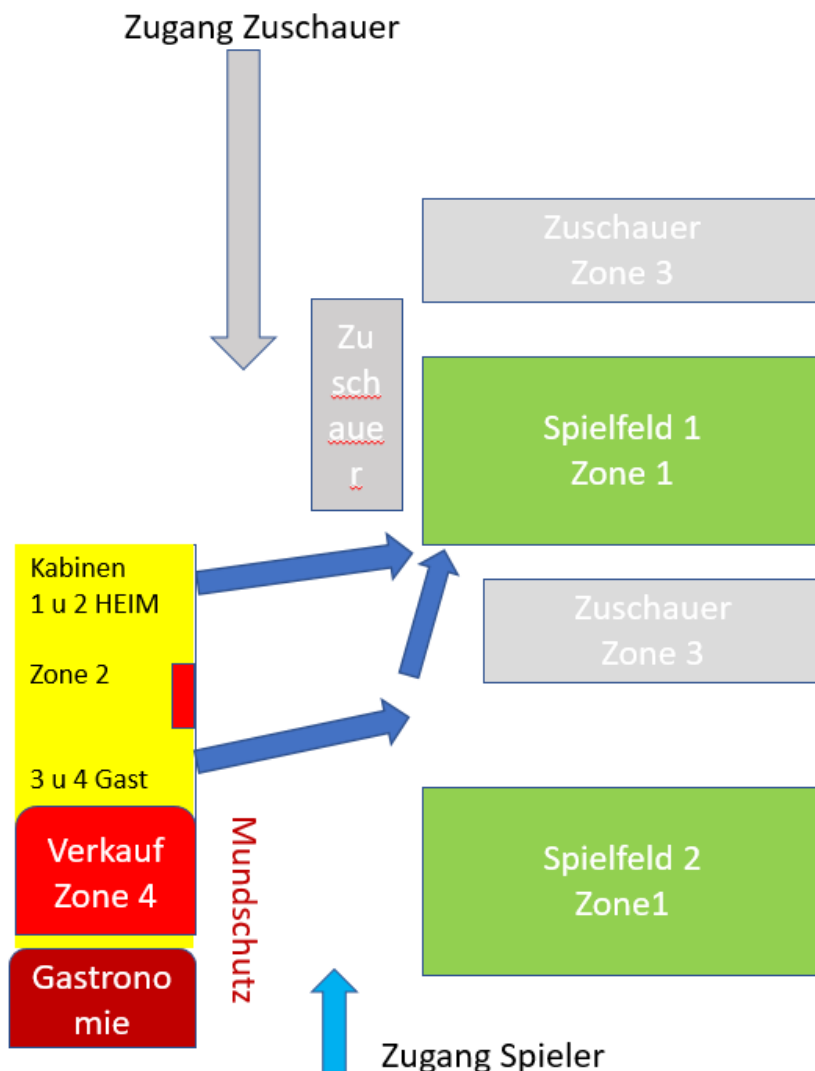 Zugang Zuschauer
Zuschauer
Zone 3
Zu
sch
aue
r
Spielfeld 1
Zone 1
Kabinen
1 u 2 HEIM
Zone 2
3 u 4 Gast
Zuschauer
Zone 3
Verkauf
Zone 4
Mundschutz
Spielfeld 2
Zone1
Gastrono
mie
Zugang Spieler